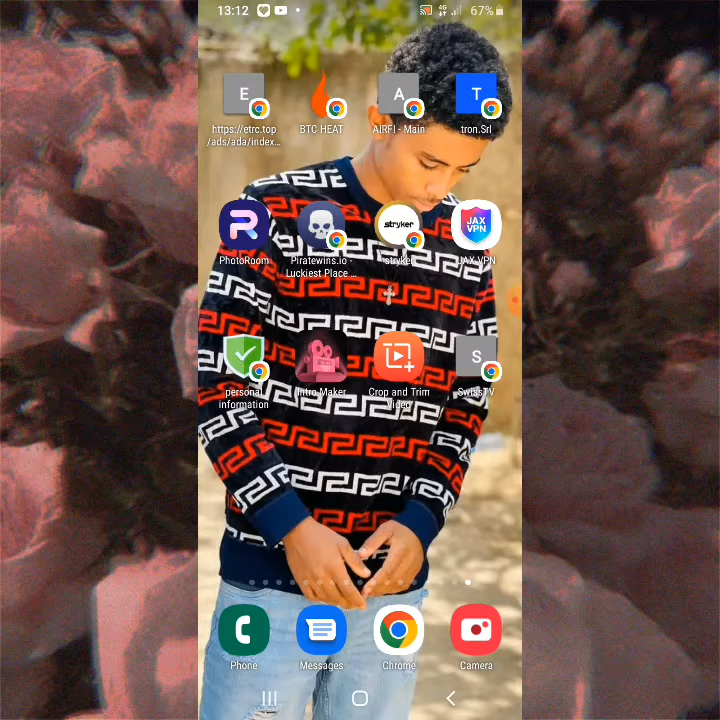 13:12
4G
67%
E
A
T
https://etrc.top
/ads/ada/index...
BTC HEAT
AIRFI - Main
tron.Srl
stryker
JAX
VPN
PhotoRoom
Piratewins.io -
Luckiest Place ...
stryker
JAX VPN
S
personal
information
Intro Maker
Crop and Trim
Video
SwissTV
Phone
Messages
Chrome
Camera